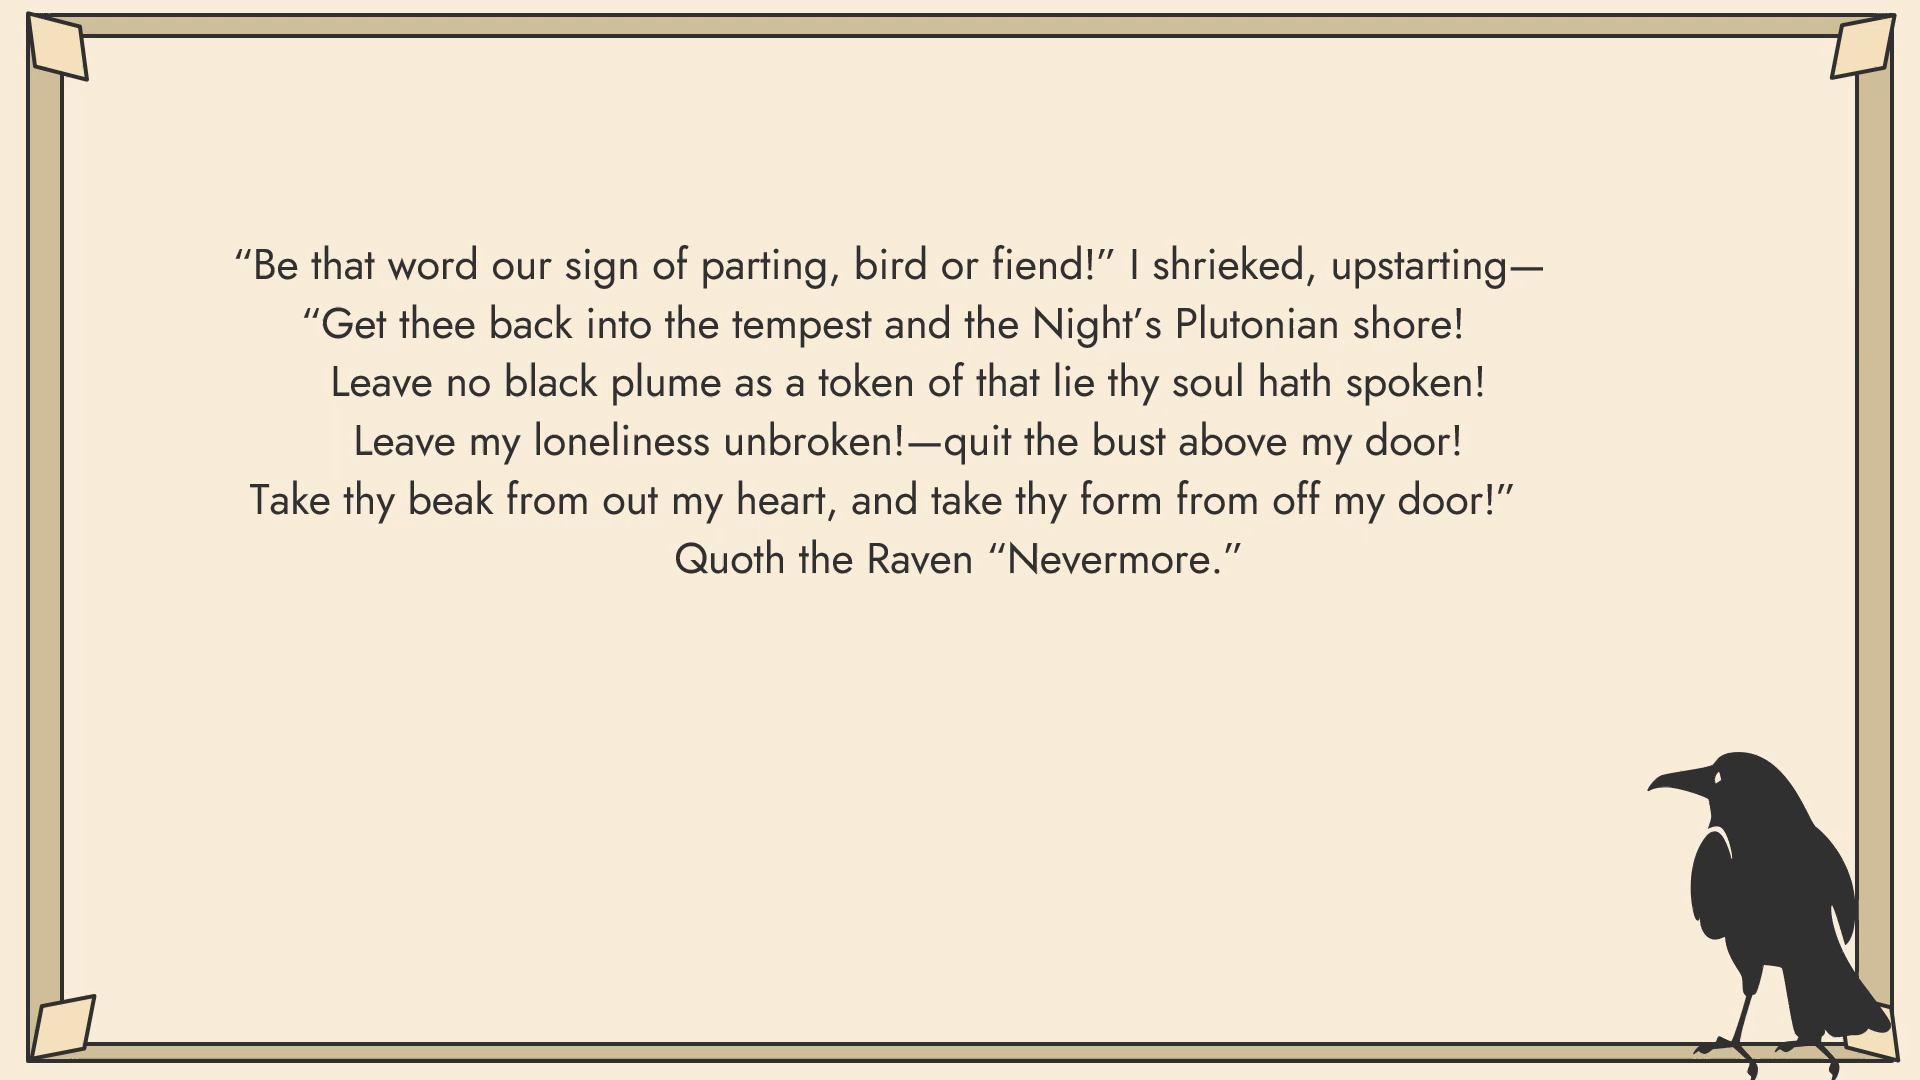 “Be that word our sign of parting, bird or fiend!” I shrieked, upstarting—
“Get thee back into the tempest and the Night’s Plutonian shore!
Leave no black plume as a token of that lie thy soul hath spoken!
Leave my loneliness unbroken!—quit the bust above my door!
Take thy beak from out my heart, and take thy form from off my door!”
Quoth the Raven “Nevermore.”